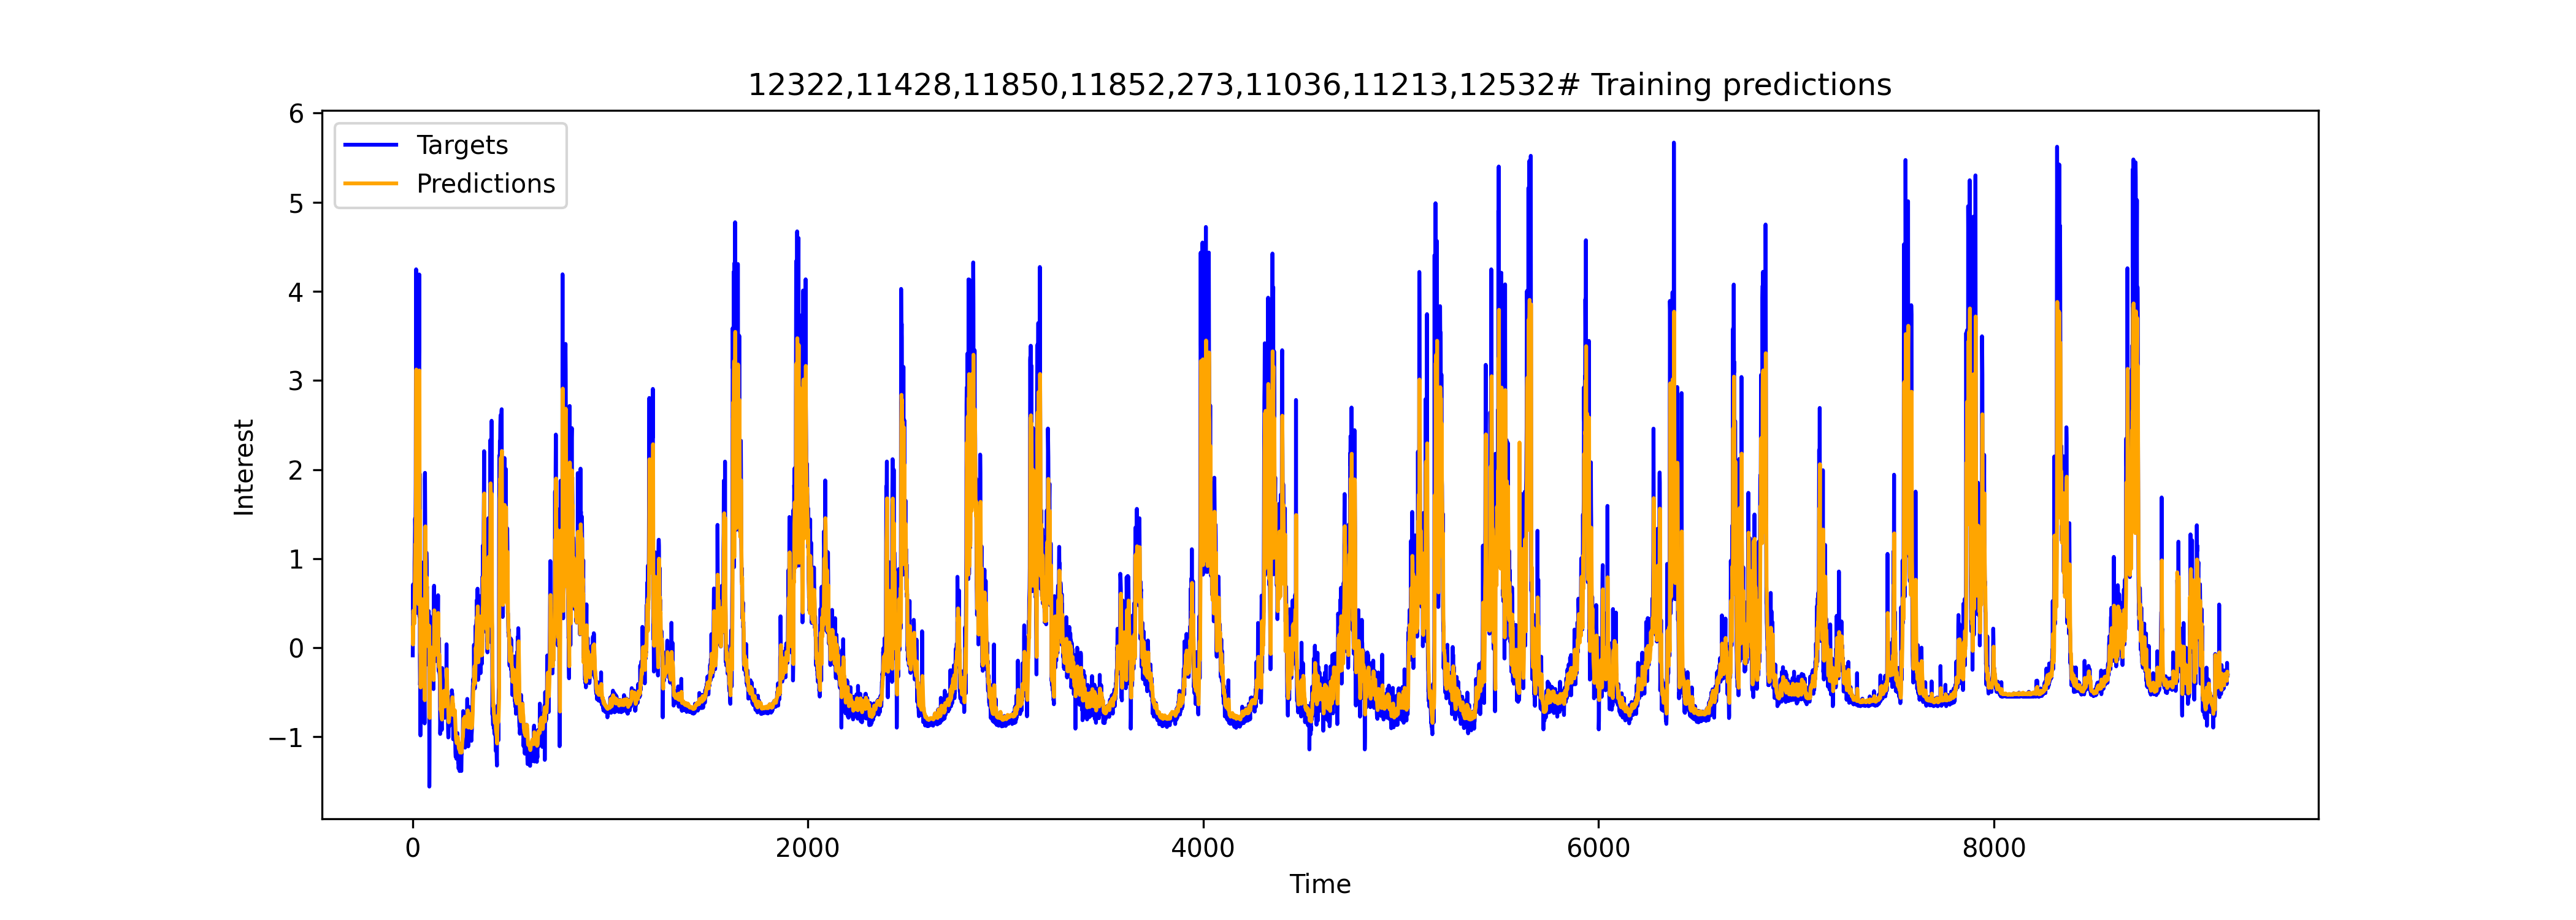 12322,11428,11850,11852,273,11036,11213,12532# Training predictions
Targets
Predictions
6
5
4
3
2
1
0
−1
Interest
0 2000 4000 6000 8000
Time